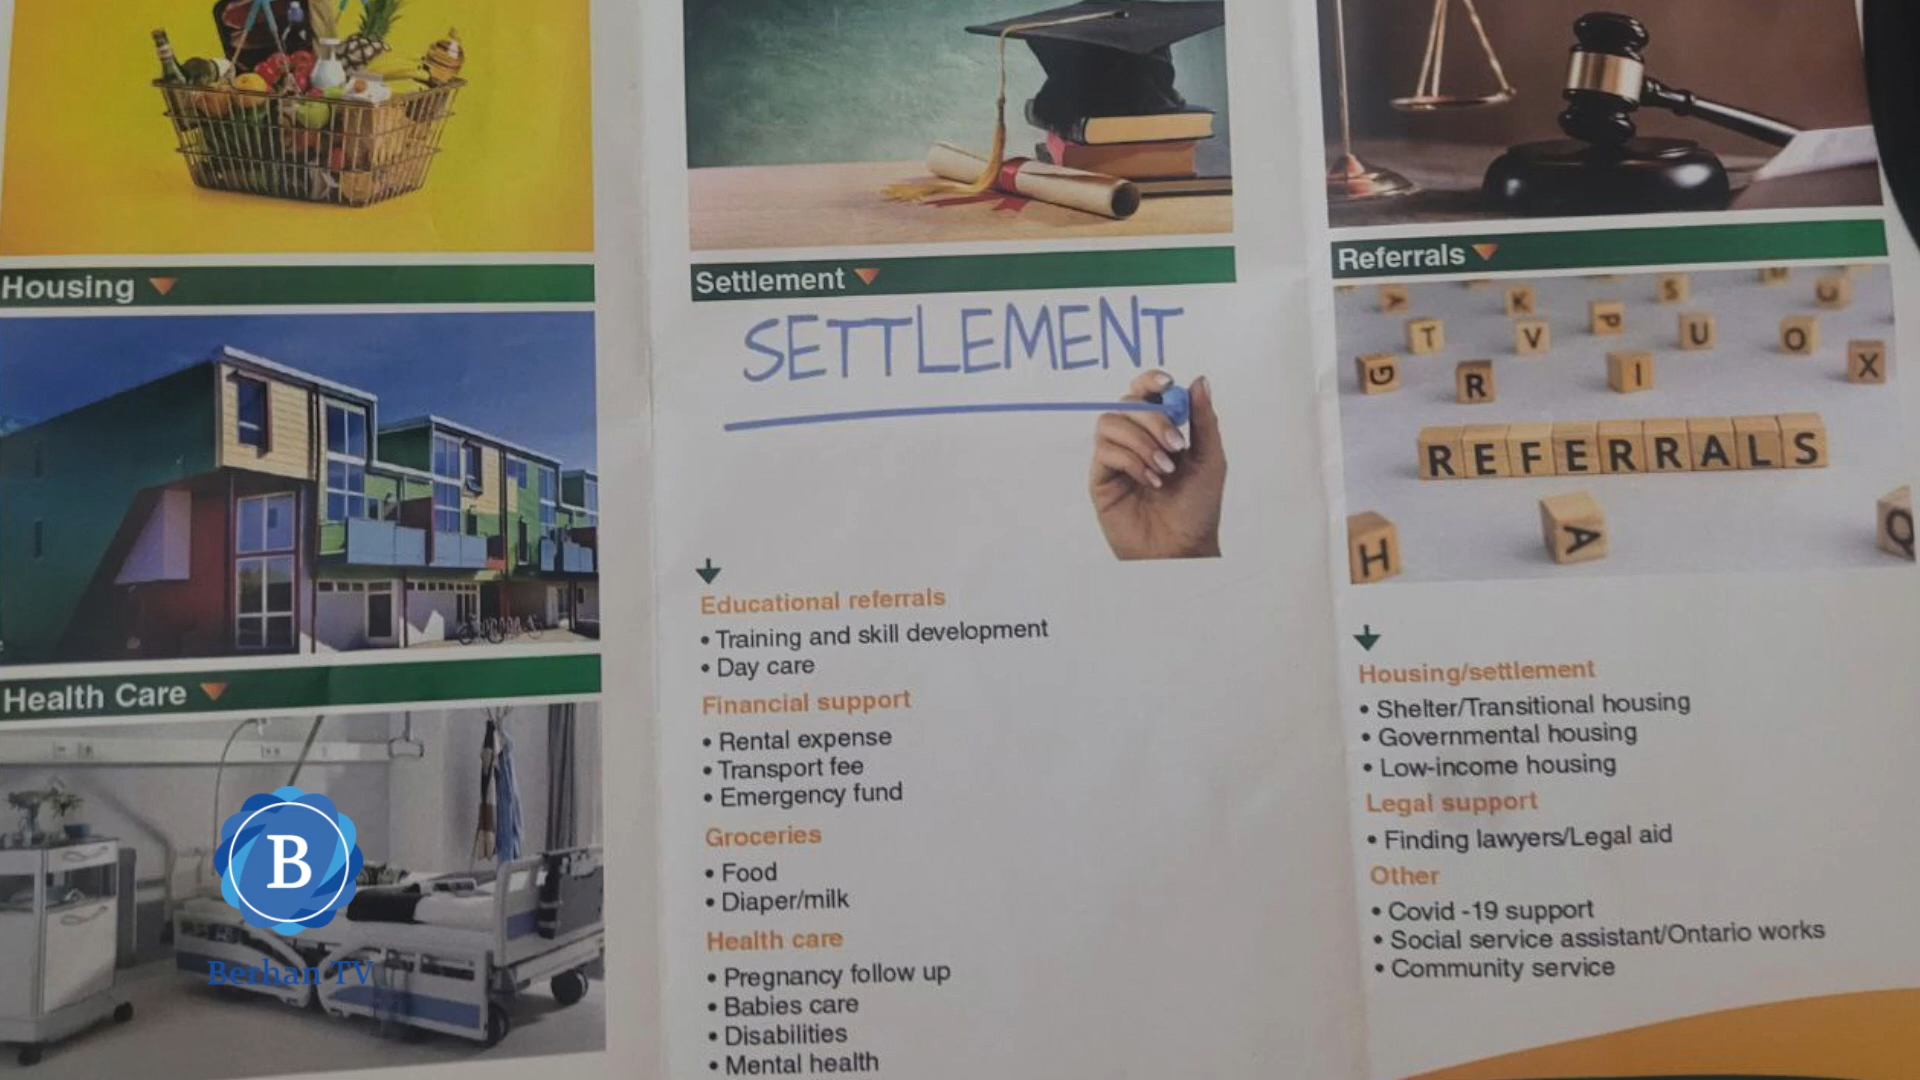 Housing
Health Care
B
Berhan TV
Settlement
SETTLEMENT
Educational referrals
• Training and skill development
• Day care
Financial support
• Rental expense
• Transport fee
• Emergency fund
Groceries
• Food
• Diaper/milk
Health care
• Pregnancy follow up
• Babies care
• Disabilities
• Mental health
Referrals
A K S G
T V P U O
G R I X
REFERRALS
H A O
Housing/settlement
• Shelter/Transitional housing
• Governmental housing
• Low-income housing
Legal support
• Finding lawyers/Legal aid
Other
• Covid -19 support
• Social service assistant/Ontario works
• Community service